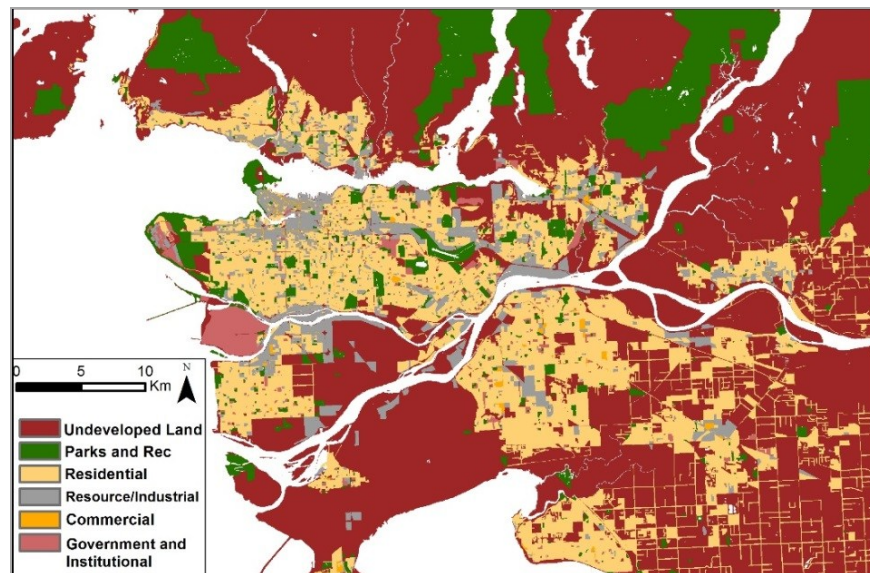 N
0 5 10
Km
Undeveloped Land
Parks and Rec
Residential
Resource/Industrial
Commercial
Government and
Institutional